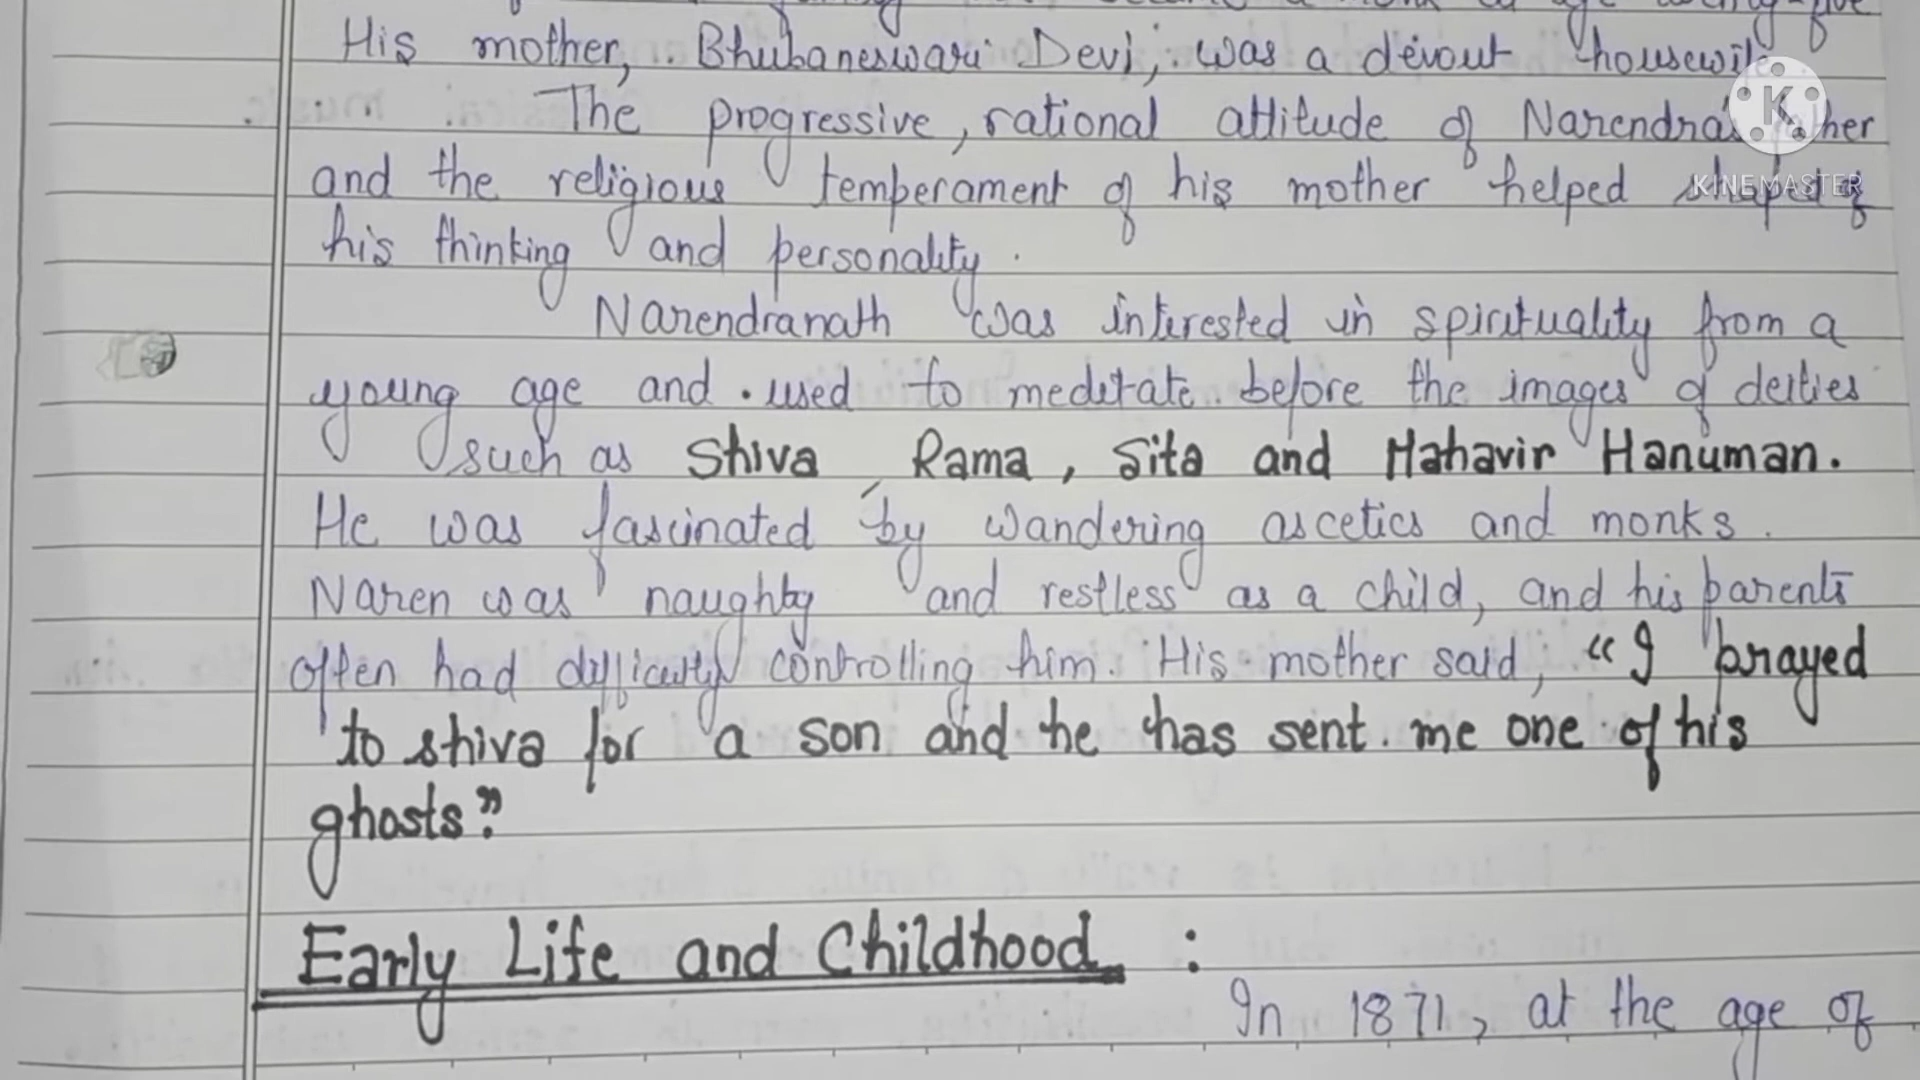 His mother, Bhubaneswari Devi, was a devout housewife.
The progressive, rational attitude of Narendra's father
and the religious temperament of his mother helped shaped
his thinking and personality.
Narendranath was interested in spirituality from a
young age and used to meditate before the images of deities
such as Shiva, Rama, Sita and Mahavir Hanuman.
He was fascinated by wandering ascetics and monks.
Naren was naughty and restless as a child, and his parents
often had difficulty controlling him. His mother said, "I prayed
to shiva for a son and he has sent me one of his
ghosts"
Early Life and Childhood :
In 1871, at the age of
K
KINEMASTER